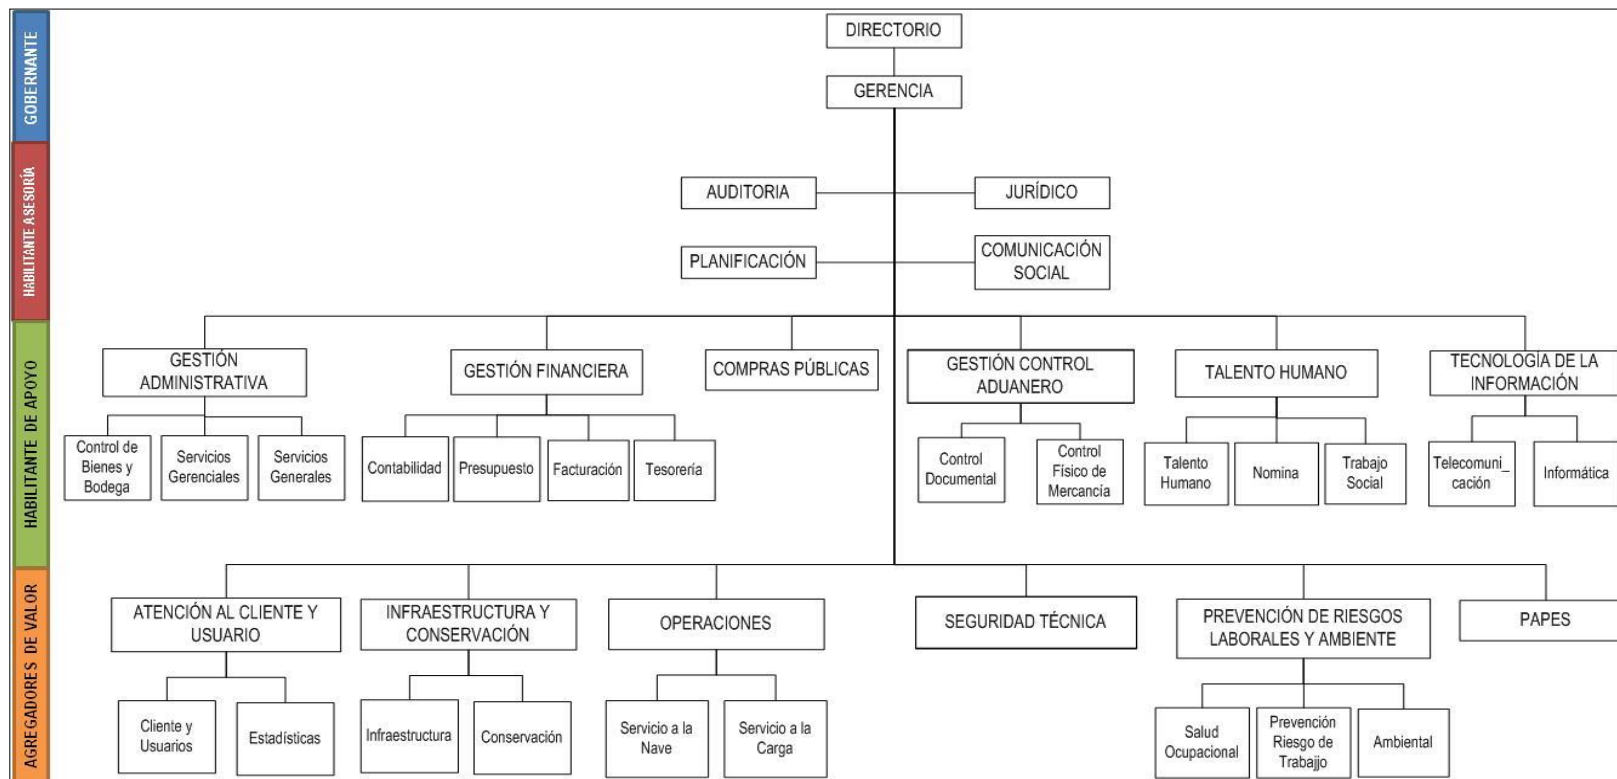 GOBERNANTE
DIRECTORIO
GERENCIA
HABILITANTE ASESORÍA
AUDITORIA
JURÍDICO
PLANIFICACIÓN
COMUNICACIÓN
SOCIAL
HABILITANTE DE APOYO
GESTIÓN
ADMINISTRATIVA
GESTIÓN FINANCIERA
COMPRAS PÚBLICAS
GESTIÓN CONTROL
ADUANERO
TALENTO HUMANO
TECNOLOGÍA DE LA
INFORMACIÓN
Control de
Bienes y
Bodega
Servicios
Gerenciales
Servicios
Generales
Contabilidad
Presupuesto
Facturación
Tesorería
Control
Documental
Control
Físico de
Mercancía
Talento
Humano
Nomina
Trabajo
Social
Telecomuni_
cación
Informática
AGREGADORES DE VALOR
ATENCIÓN AL CLIENTE Y
USUARIO
INFRAESTRUCTURA Y
CONSERVACIÓN
OPERACIONES
SEGURIDAD TÉCNICA
PREVENCIÓN DE RIESGOS
LABORALES Y AMBIENTE
PAPES
Cliente y
Usuarios
Estadísticas
Infraestructura
Conservación
Servicio a la
Nave
Servicio a la
Carga
Salud
Ocupacional
Prevención
Riesgo de
Trabajjo
Ambiental